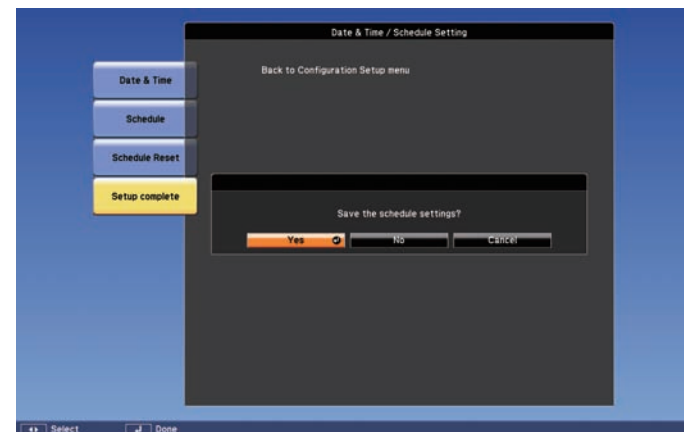 Date & Time / Schedule Setting
Back to Configuration Setup menu
Date & Time
Schedule
Schedule Reset
Setup complete
Save the schedule settings?
Yes No Cancel
Select Done